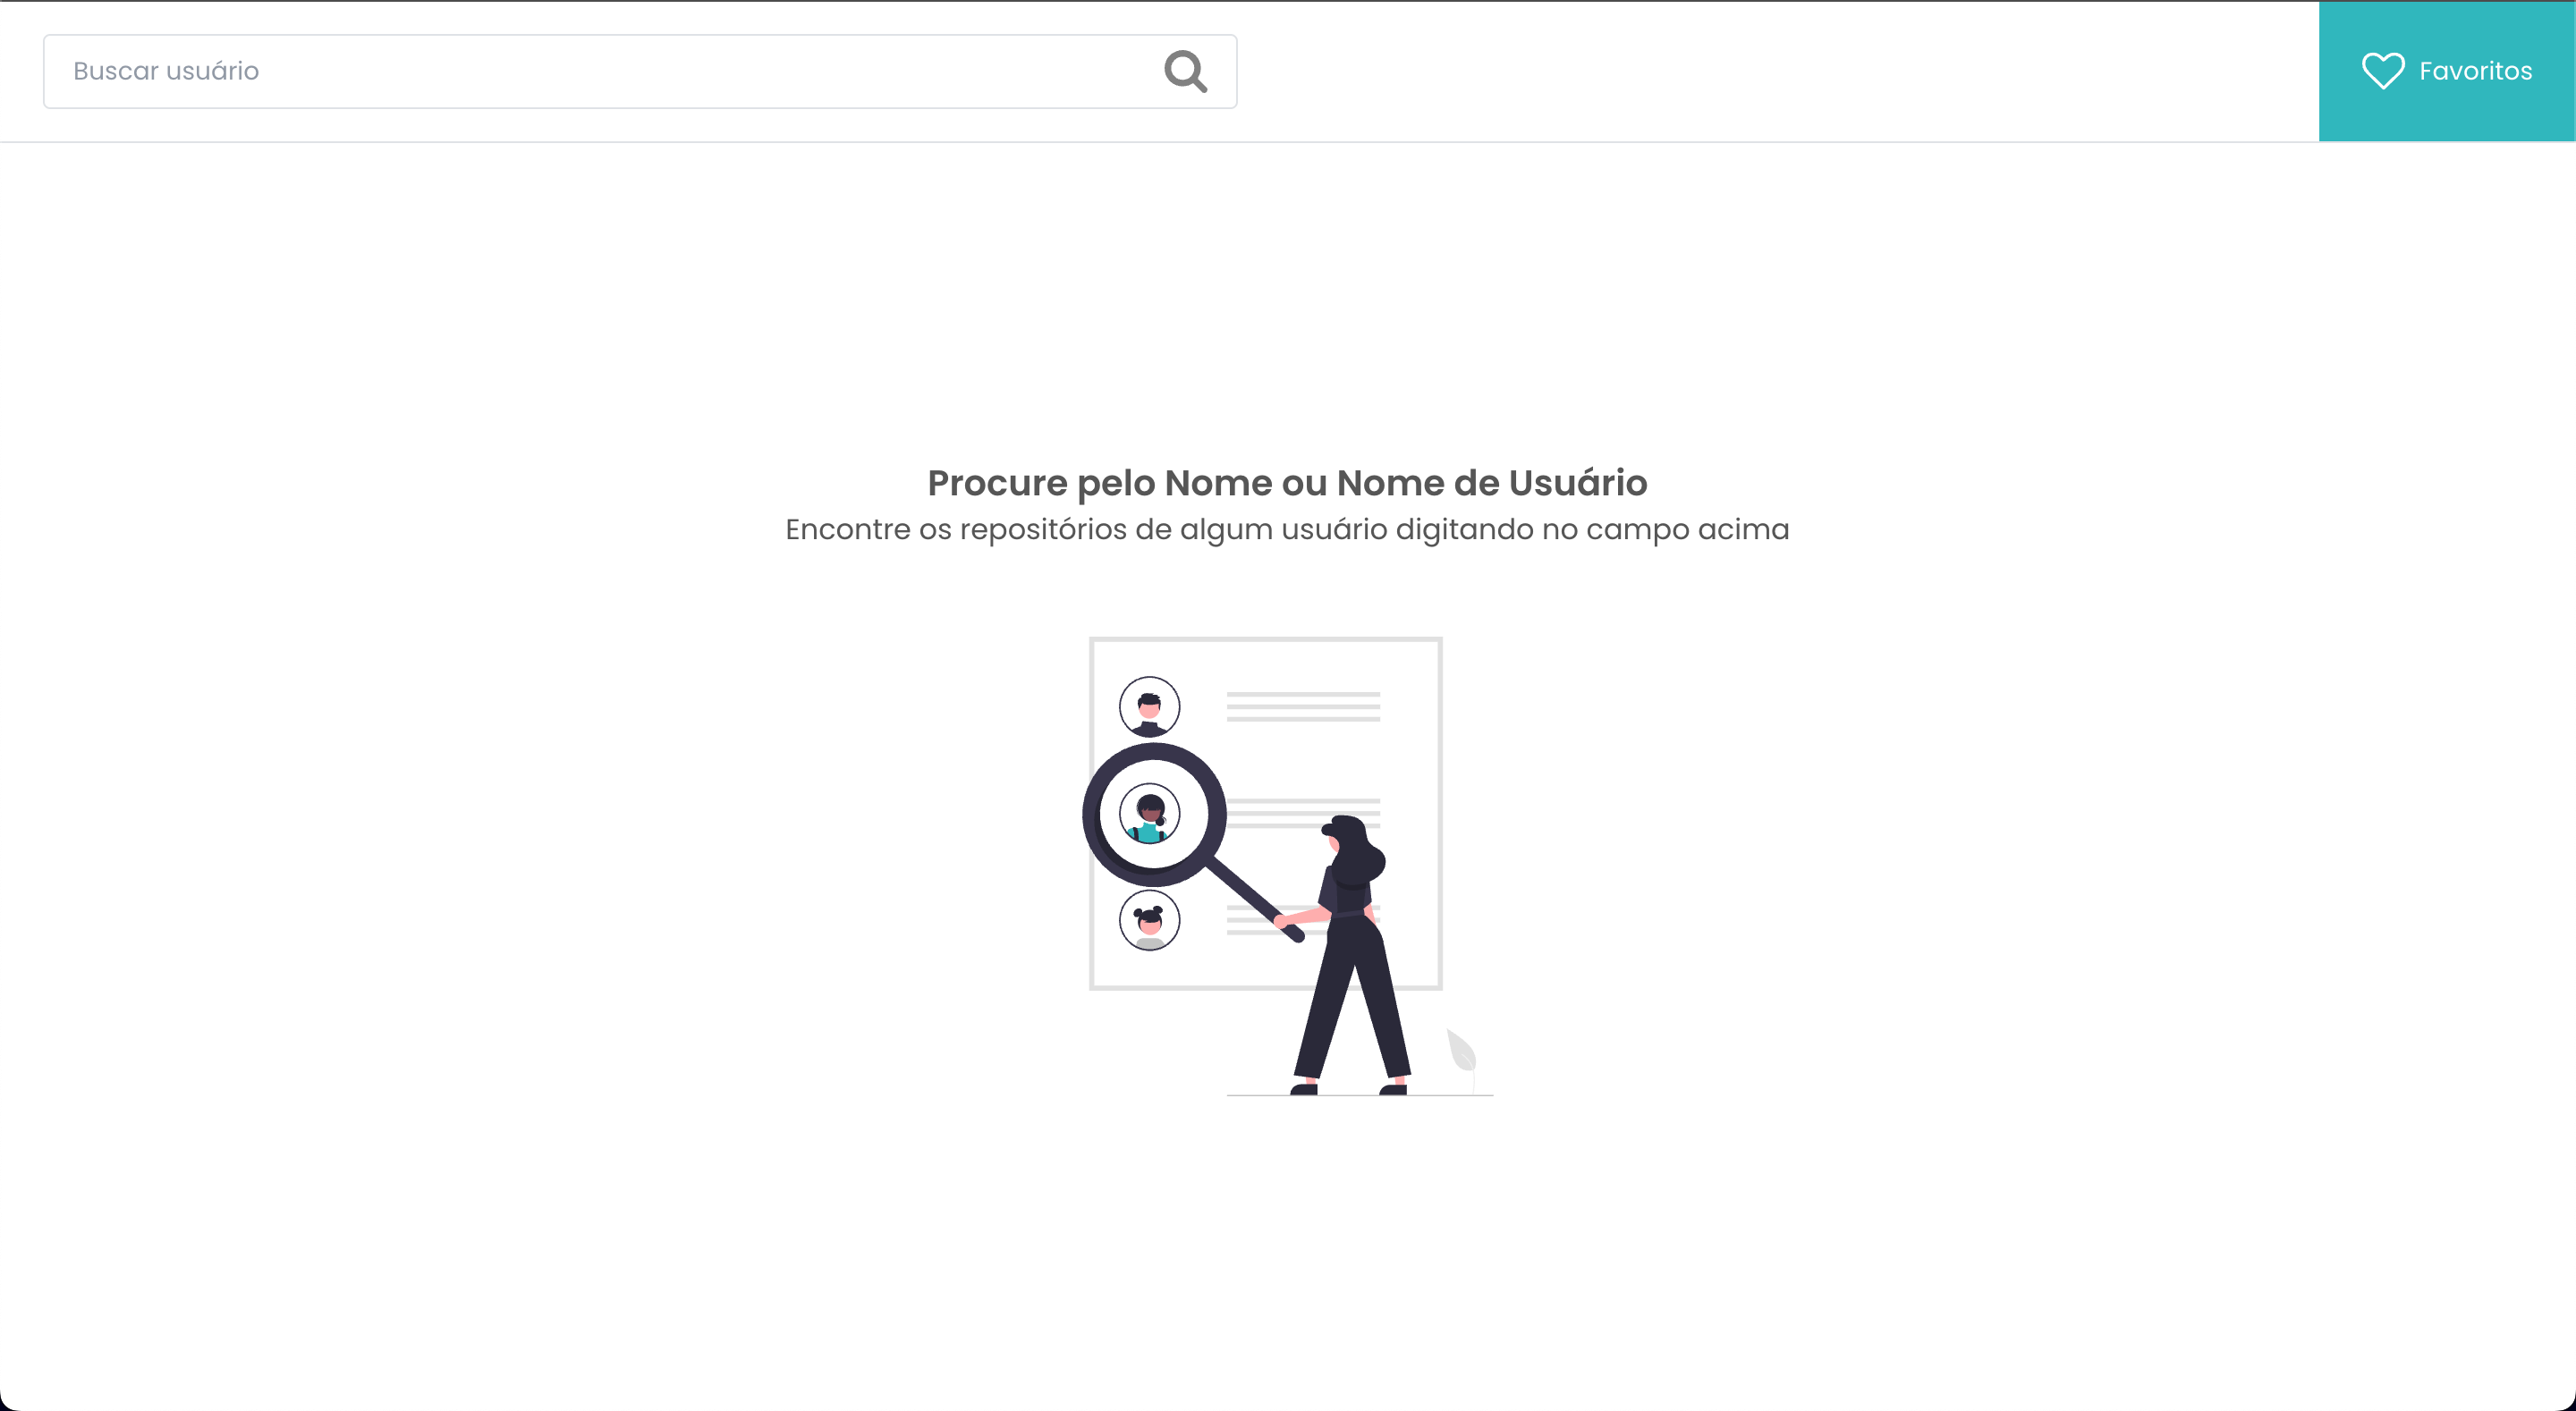 Buscar usuário
Favoritos
Procure pelo Nome ou Nome de Usuário
Encontre os repositórios de algum usuário digitando no campo acima